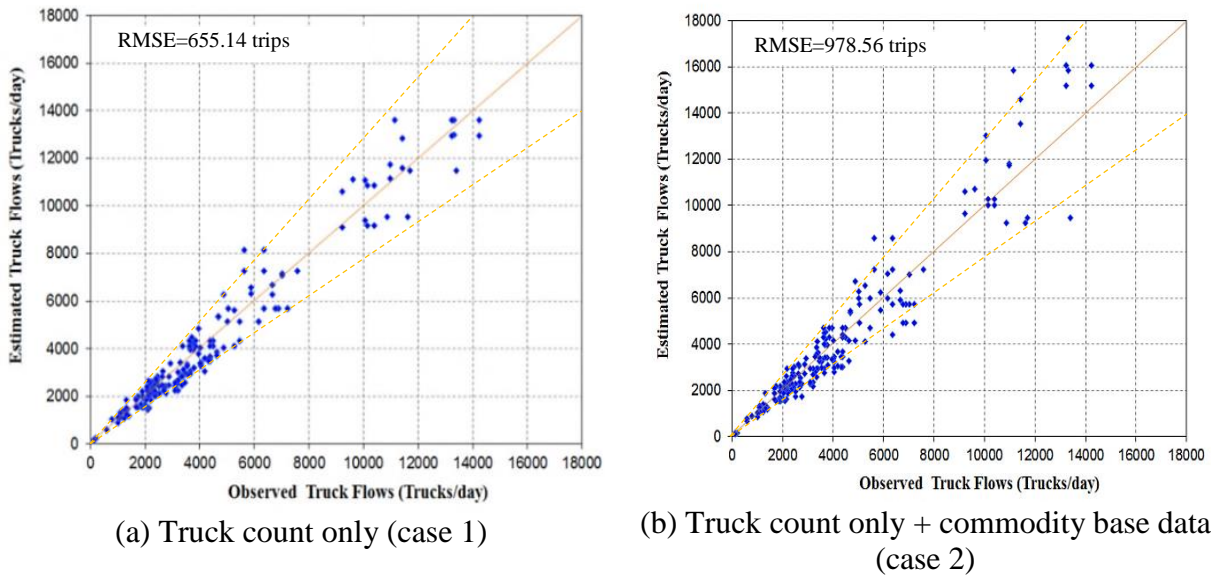 18000
16000
14000
12000
10000
8000
6000
4000
2000
0
Estimated Truck Flows (Trucks/day)
RMSE=655.14 trips
0 2000 4000 6000 8000 10000 12000 14000 16000 18000
Observed Truck Flows (Trucks/day)
(a) Truck count only (case 1)
18000
16000
14000
12000
10000
8000
6000
4000
2000
0
Estimated Truck Flows (Trucks/day)
RMSE=978.56 trips
0 2000 4000 6000 8000 10000 12000 14000 16000 18000
Observed Truck Flows (Trucks/day)
(b) Truck count only + commodity base data
(case 2)